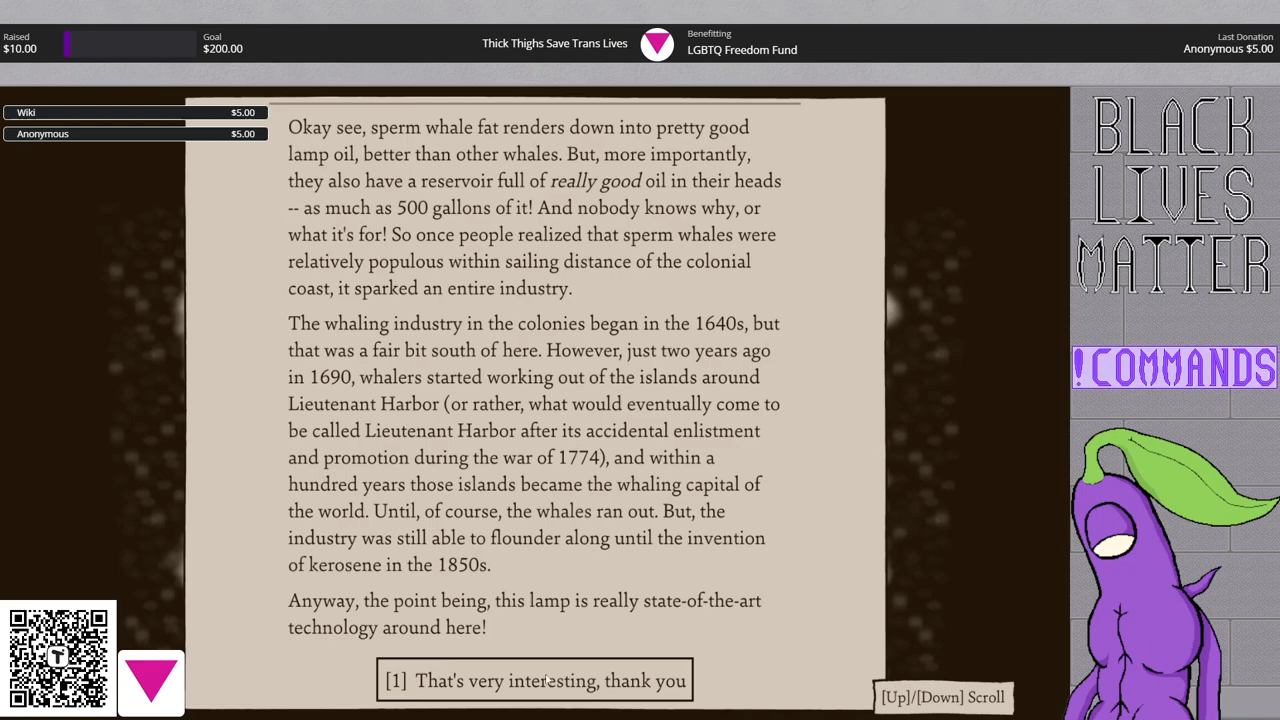 Raised
$10.00
Goal
$200.00
Thick Thighs Save Trans Lives
Benefitting
LGBTQ Freedom Fund
Last Donation
Anonymous $5.00
Wiki $5.00
Anonymous $5.00
Okay see, sperm whale fat renders down into pretty good
lamp oil, better than other whales. But, more importantly,
they also have a reservoir full of really good oil in their heads
-- as much as 500 gallons of it! And nobody knows why, or
what it's for! So once people realized that sperm whales were
relatively populous within sailing distance of the colonial
coast, it sparked an entire industry.
The whaling industry in the colonies began in the 1640s, but
that was a fair bit south of here. However, just two years ago
in 1690, whalers started working out of the islands around
Lieutenant Harbor (or rather, what would eventually come to
be called Lieutenant Harbor after its accidental enlistment
and promotion during the war of 1774), and within a
hundred years those islands became the whaling capital of
the world. Until, of course, the whales ran out. But, the
industry was still able to flounder along until the invention
of kerosene in the 1850s.
Anyway, the point being, this lamp is really state-of-the-art
technology around here!
[1] That's very interesting, thank you
[Up]/[Down] Scroll
BLACK
LIVES
MATTER
!COMMANDS